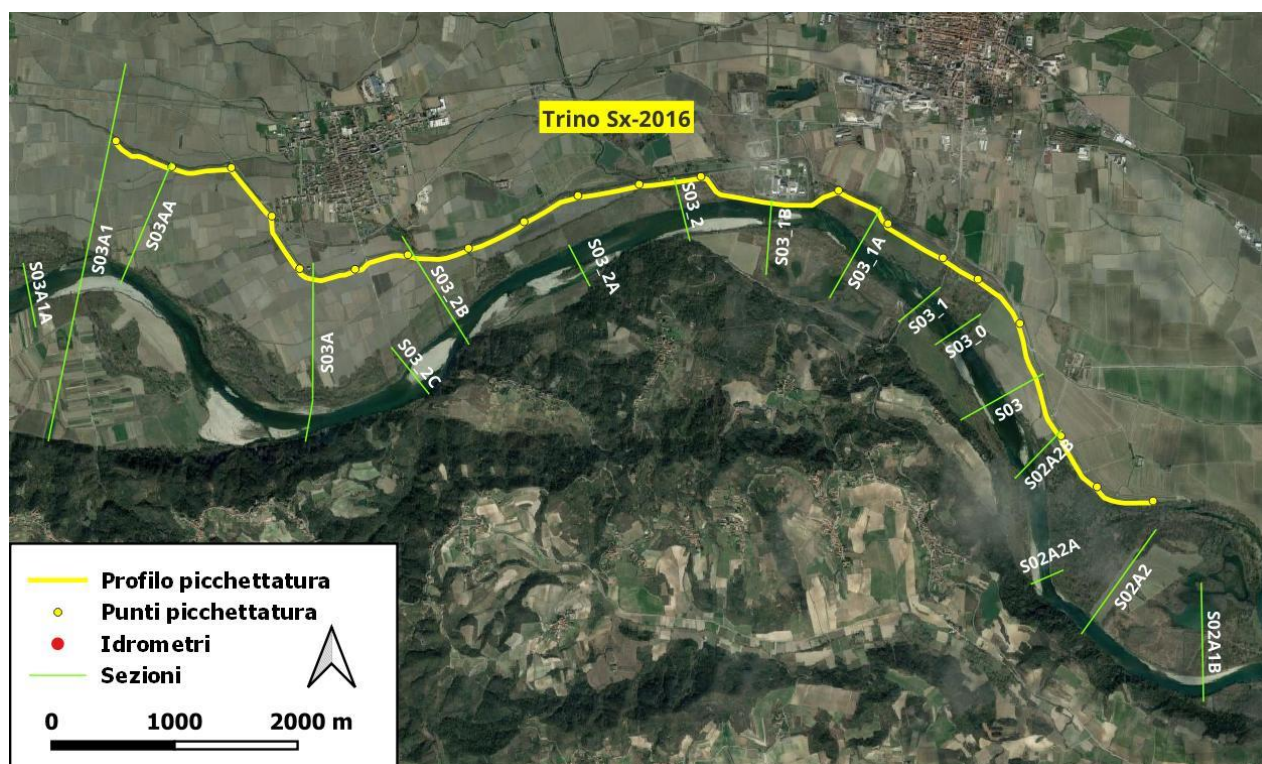 Trino Sx-2016
S03A1
S03AA
S03A1A
S03A
S03_2C
S03_2B
S03_2A
S03_2
S03_1B
S03_1A
S03_1
S03_0
S03
S02A2B
S02A2A
S02A2
S02A1B
Profilo picchettatura
Punti picchettatura
Idrometri
Sezioni
0 1000 2000 m